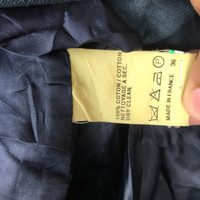 100% COTON / COTTON
NETTOYAGE A SEC.
DRY CLEAN.
MADE IN FRANCE
36